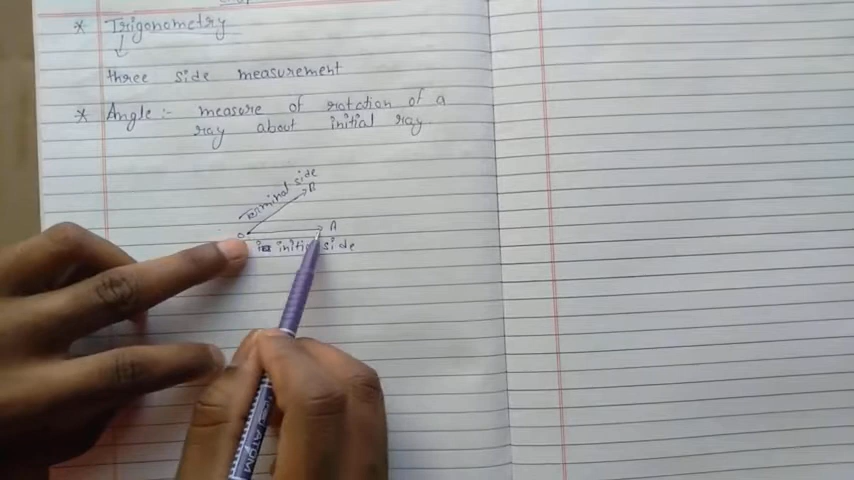 * Trigonometry
three side measurement
* Angle :- measure of rotation of a
ray about initial ray
Terminal side
B
O
A
initial side